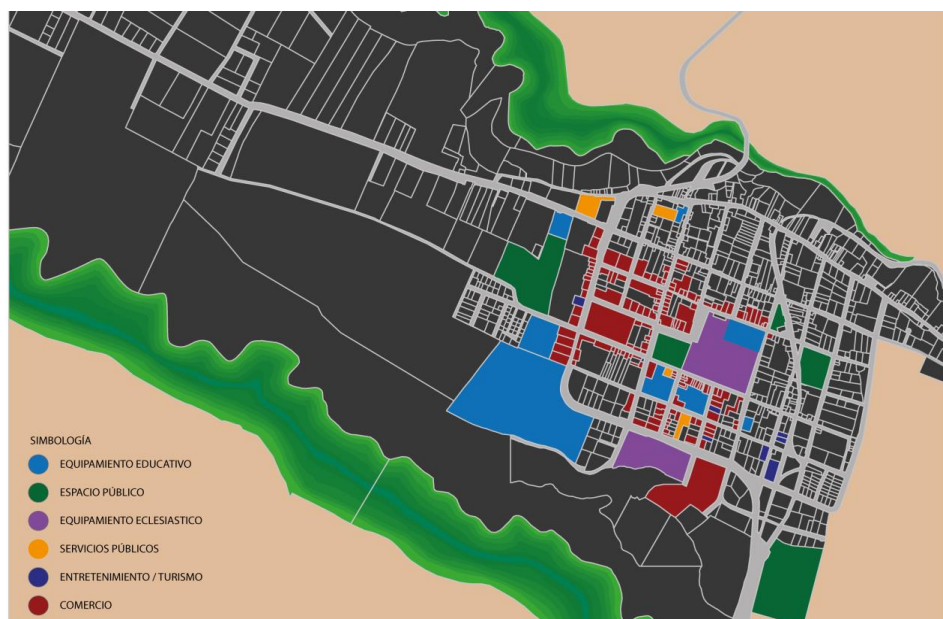 SIMBOLOGÍA
EQUIPAMIENTO EDUCATIVO
ESPACIO PÚBLICO
EQUIPAMIENTO ECLESIASTICO
SERVICIOS PÚBLICOS
ENTRETENIMIENTO / TURISMO
COMERCIO